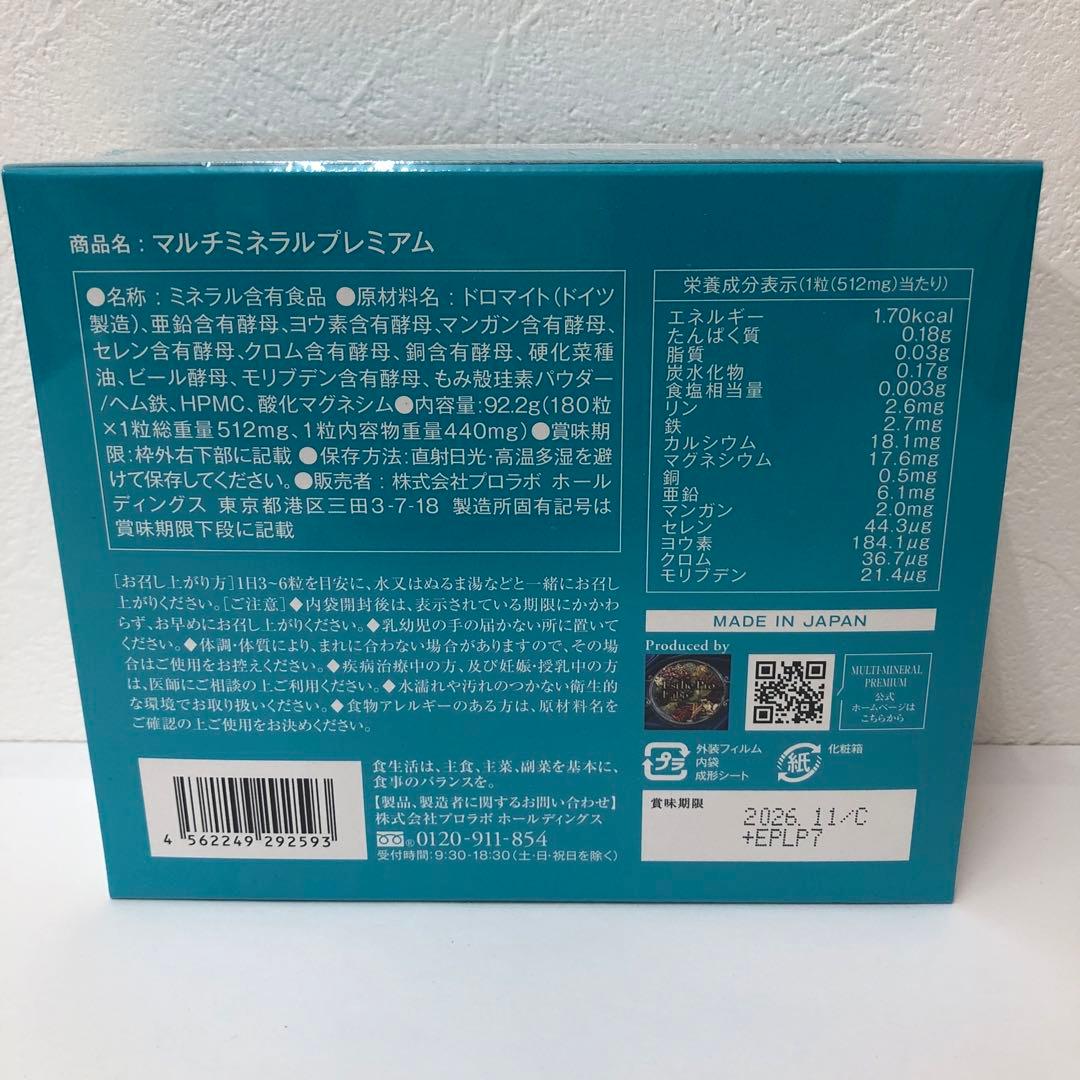 商品名：マルチミネラルプレミアム
●名称：ミネラル含有食品 ●原材料名：ドロマイト（ドイツ
製造）、亜鉛含有酵母、ヨウ素含有酵母、マンガン含有酵母、
セレン含有酵母、クロム含有酵母、銅含有酵母、硬化菜種
油、ビール酵母、モリブデン含有酵母、もみ殻珪素パウダー
/ヘム鉄、HPMC、酸化マグネシム●内容量:92.2g(180粒
×1粒総重量512mg、1粒内容物重量440mg)●賞味期
限:枠外右下部に記載 ●保存方法:直射日光・高温多湿を避
けて保存してください。●販売者：株式会社プロラボ ホール
ディングス 東京都港区三田3-7-18 製造所固有記号は
賞味期限下段に記載
栄養成分表示(1粒(512mg)当たり)
エネルギー 1.70kcal
たんぱく質 0.18g
脂質 0.03g
炭水化物 0.17g
食塩相当量 0.003g
リン 2.6mg
鉄 2.7mg
カルシウム 18.1mg
マグネシウム 17.6mg
銅 0.5mg
亜鉛 6.1mg
マンガン 2.0mg
セレン 44.3μg
ヨウ素 184.1μg
クロム 36.7μg
モリブデン 21.4μg
［お召し上がり方］1日3~6粒を目安に、水又はぬるま湯などと一緒にお召し
上がりください。［ご注意］◆内袋開封後は、表示されている期限にかかわ
らず、お早めにお召し上がりください。◆乳幼児の手の届かない所に置いて
ください。◆体調・体質により、まれに合わない場合がありますので、その場
合はご使用をお控えください。◆疾病治療中の方、及び妊娠・授乳中の方
は、医師にご相談の上ご利用ください。◆水濡れや汚れのつかない衛生的
な環境でお取り扱いください。◆食物アレルギーのある方は、原材料名を
ご確認の上ご使用をお決めください。
MADE IN JAPAN
Produced by
Esthe Pro
Labo
MULTI-MINERAL
PREMIUM
公式
ホームページは
こちらから
プラ
外装フィルム
内袋
成形シート
紙
化粧箱
4 562249 292593
食生活は、主食、主菜、副菜を基本に、
食事のバランスを。
【製品、製造者に関するお問い合わせ】
株式会社プロラボ ホールディングス
® 0120-911-854
受付時間：9:30-18:30（土・日・祝日を除く）
賞味期限
2026. 11/C
+EPLP7